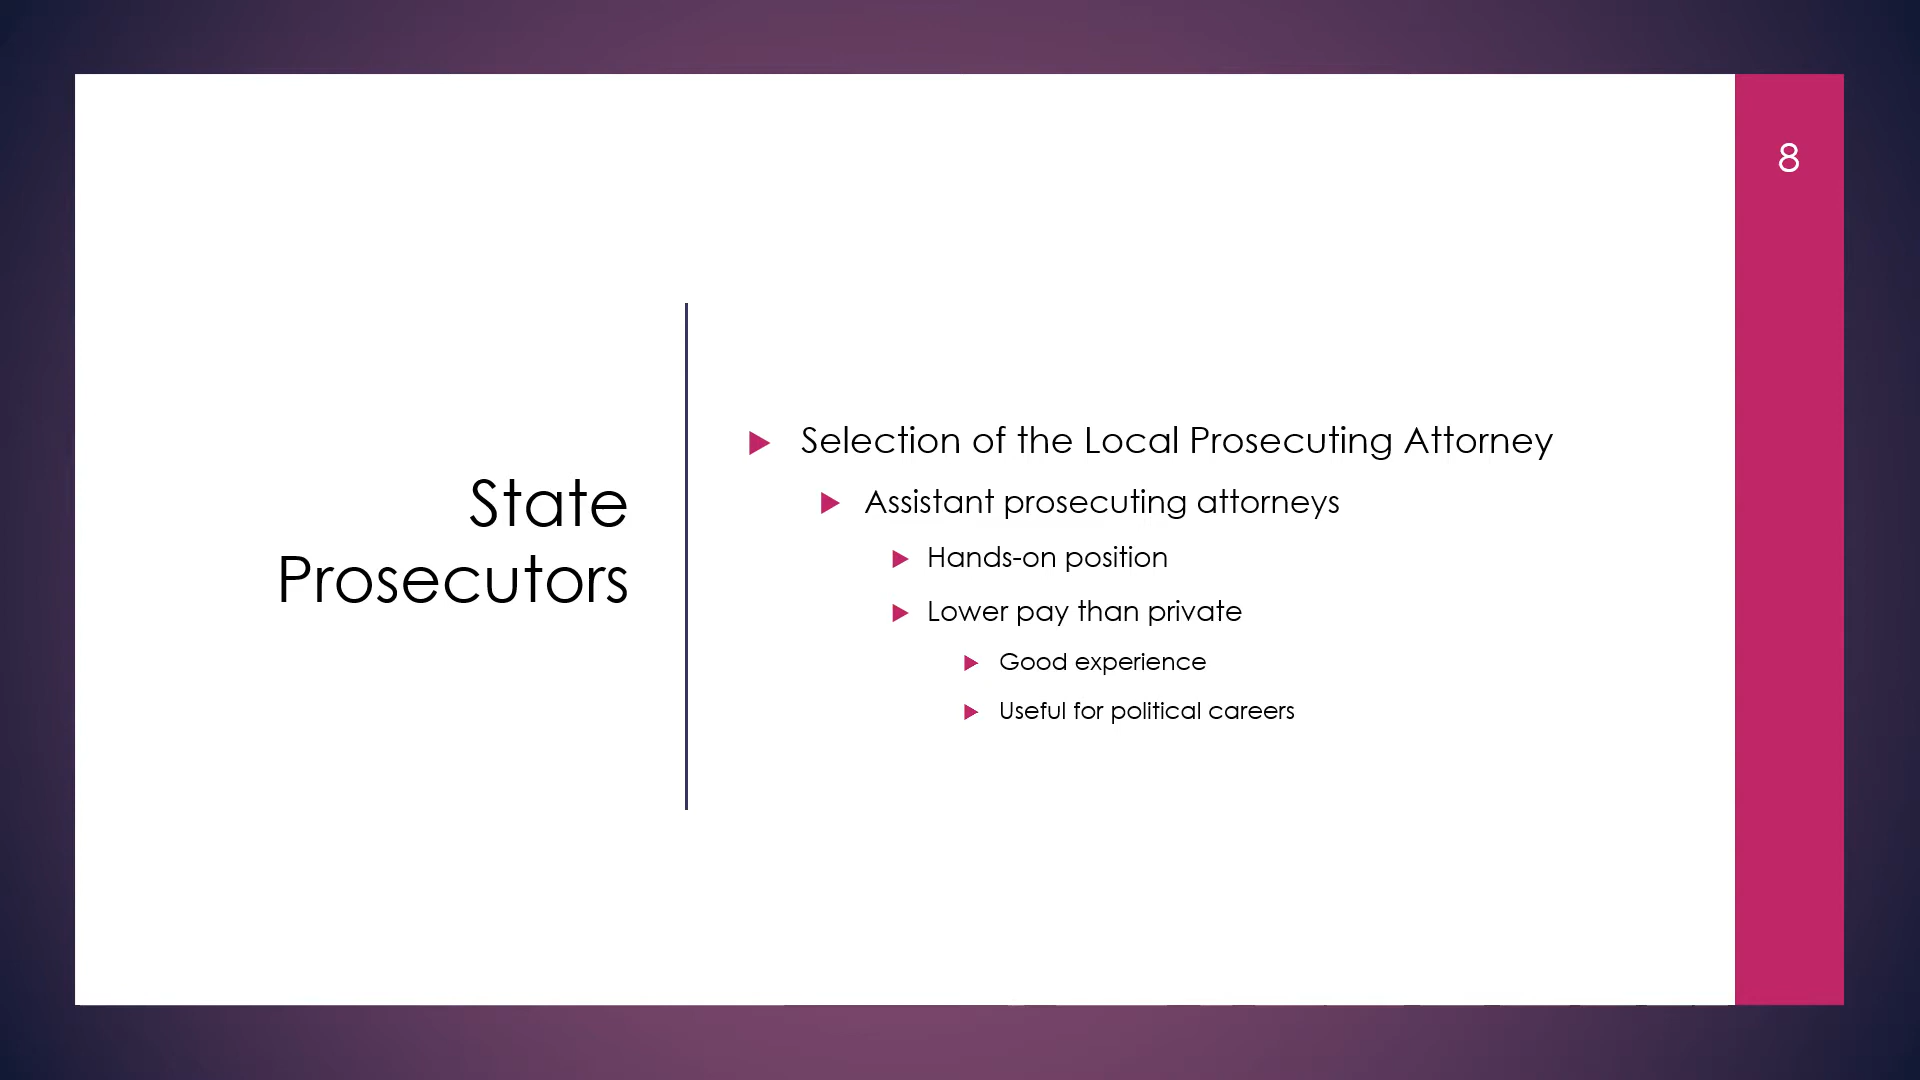 8
State
Prosecutors
Selection of the Local Prosecuting Attorney
Assistant prosecuting attorneys
Hands-on position
Lower pay than private
Good experience
Useful for political careers